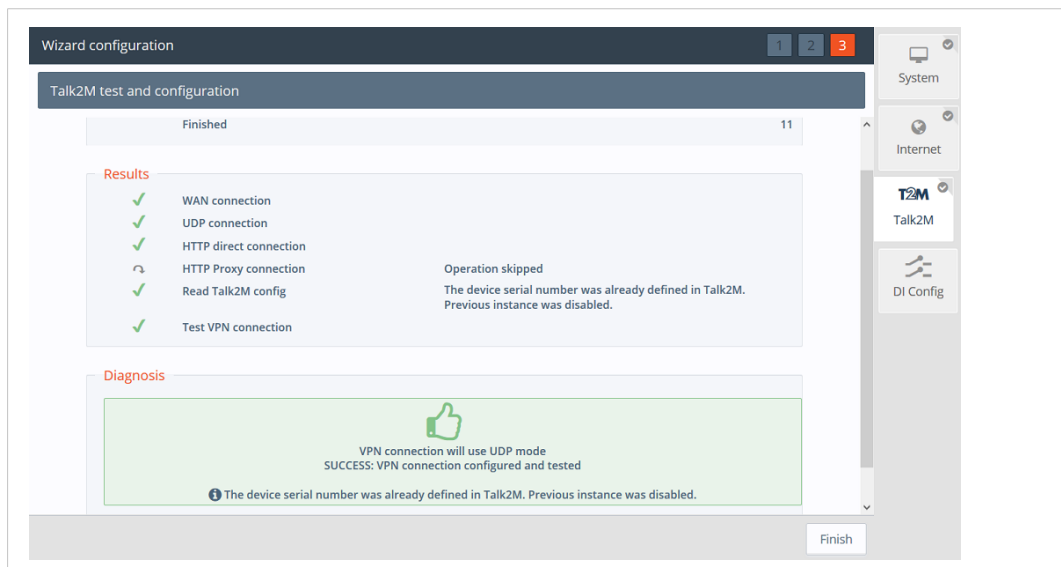 Wizard configuration 1 2 3
Talk2M test and configuration
Finished 11
Results
WAN connection
UDP connection
HTTP direct connection
HTTP Proxy connection Operation skipped
Read Talk2M config The device serial number was already defined in Talk2M.
Previous instance was disabled.
Test VPN connection
Diagnosis
VPN connection will use UDP mode
SUCCESS: VPN connection configured and tested
The device serial number was already defined in Talk2M. Previous instance was disabled.
Finish
System
Internet
T2M
Talk2M
DI Config